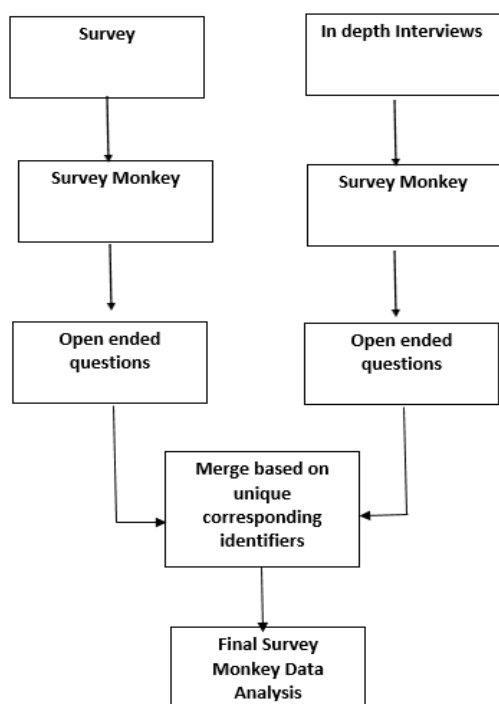 Survey
In depth Interviews
Survey Monkey
Survey Monkey
Open ended
questions
Open ended
questions
Merge based on
unique
corresponding
identifiers
Final Survey
Monkey Data
Analysis